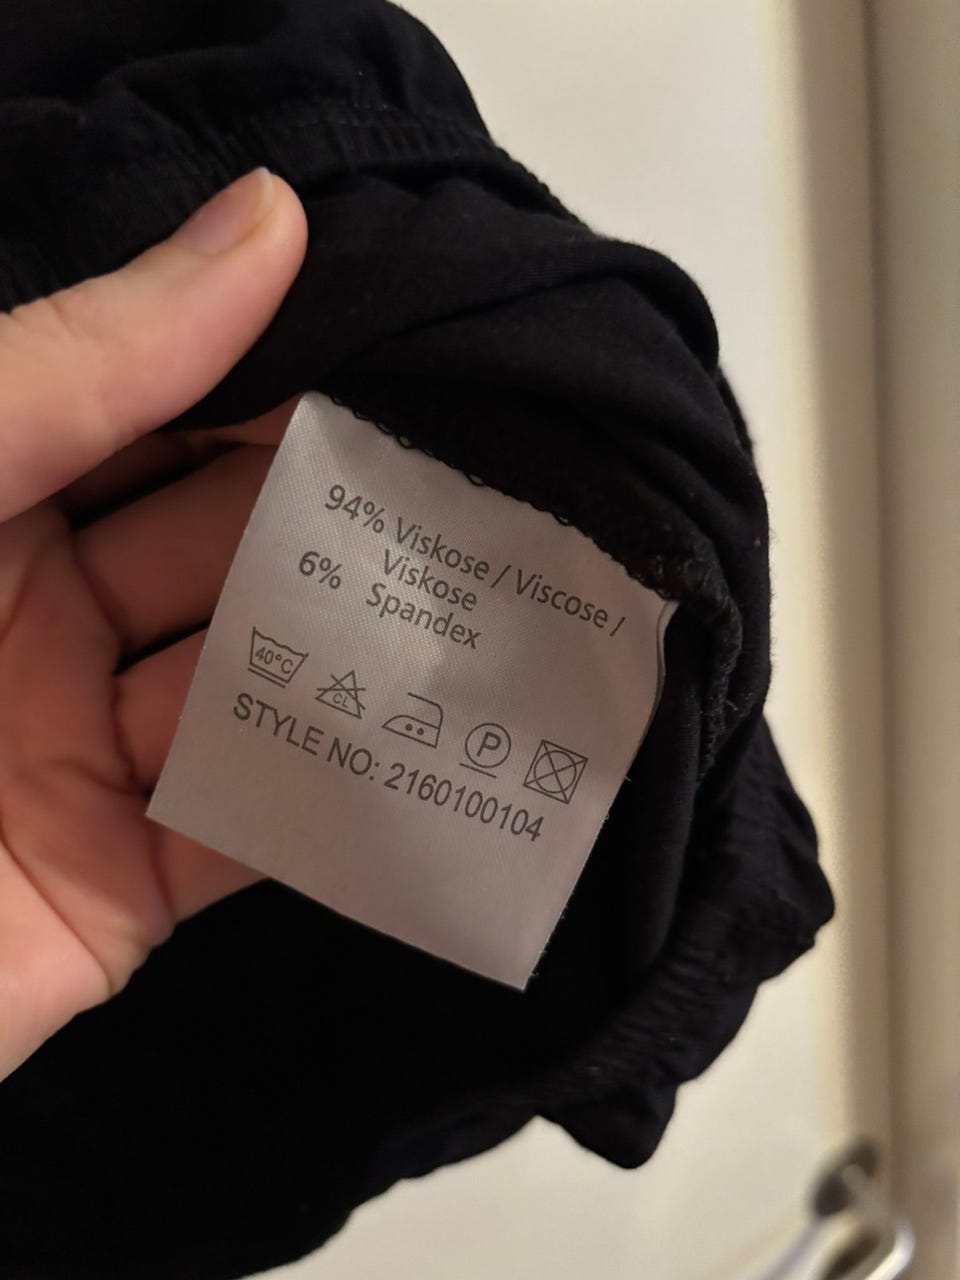 94% Viskose / Viscose /
Viskose
6% Spandex
40°C CL P
STYLE NO: 2160100104